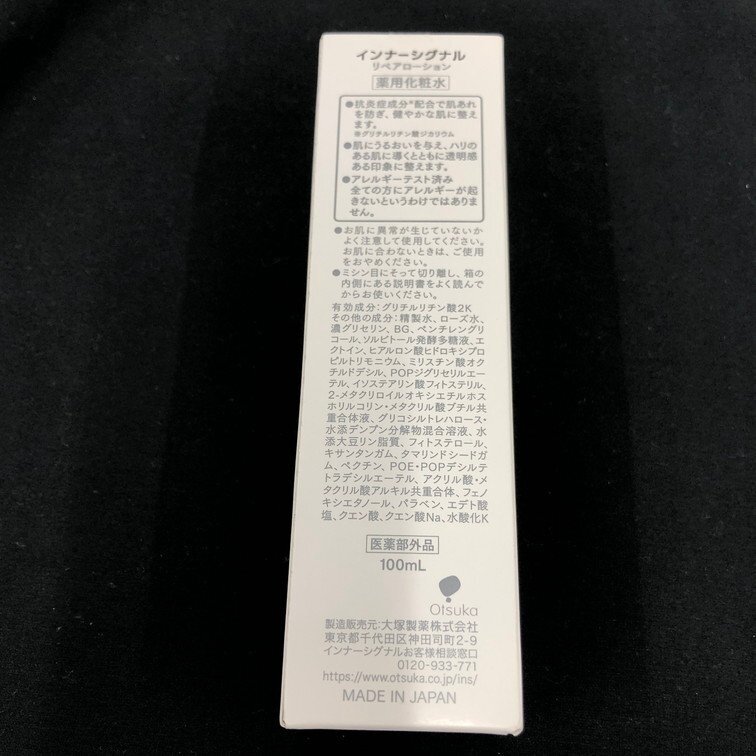 インナーシグナル
リペアローション
薬用化粧水
●抗炎症成分※配合で肌あれ
を防ぎ、健やかな肌に整え
ます。
※グリチルリチン酸ジカリウム
●肌にうるおいを与え、ハリの
ある肌に導くとともに透明感
ある印象に整えます。
●アレルギーテスト済み
全ての方にアレルギーが起
きないというわけではありま
せん。
●お肌に異常が生じていないか
よく注意して使用してください。
お肌に合わないときは、ご使用
をおやめください。
●ミシン目にそって切り離し、箱の
内側にある説明書をよく読んで
からお使いください。
有効成分：グリチルリチン酸2K
その他の成分：精製水、ローズ水、
濃グリセリン、BG、ペンチレングリ
コール、ソルビトール発酵多糖液、エ
クトイン、ヒアルロン酸ヒドロキシプロ
ピルトリモニウム、ミリスチン酸オク
チルドデシル、POPジグリセリルエー
テル、イソステアリン酸フィトステリル、
2-メタクリロイルオキシエチルホス
ホリルコリン・メタクリル酸ブチル共
重合体液、グリコシルトレハロース・
水添デンプン分解物混合溶液、水
添大豆リン脂質、フィトステロール、
キサンタンガム、タマリンドシードガ
ム、ペクチン、POE・POPデシルテ
トラデシルエーテル、アクリル酸・メ
タクリル酸アルキル共重合体、フェノ
キシエタノール、パラベン、エデト酸
塩、クエン酸、クエン酸Na、水酸化K
医薬部外品
100mL
Otsuka
製造販売元：大塚製薬株式会社
東京都千代田区神田司町2-9
インナーシグナルお客様相談窓口
0120-933-771
https://www.otsuka.co.jp/ins/
MADE IN JAPAN